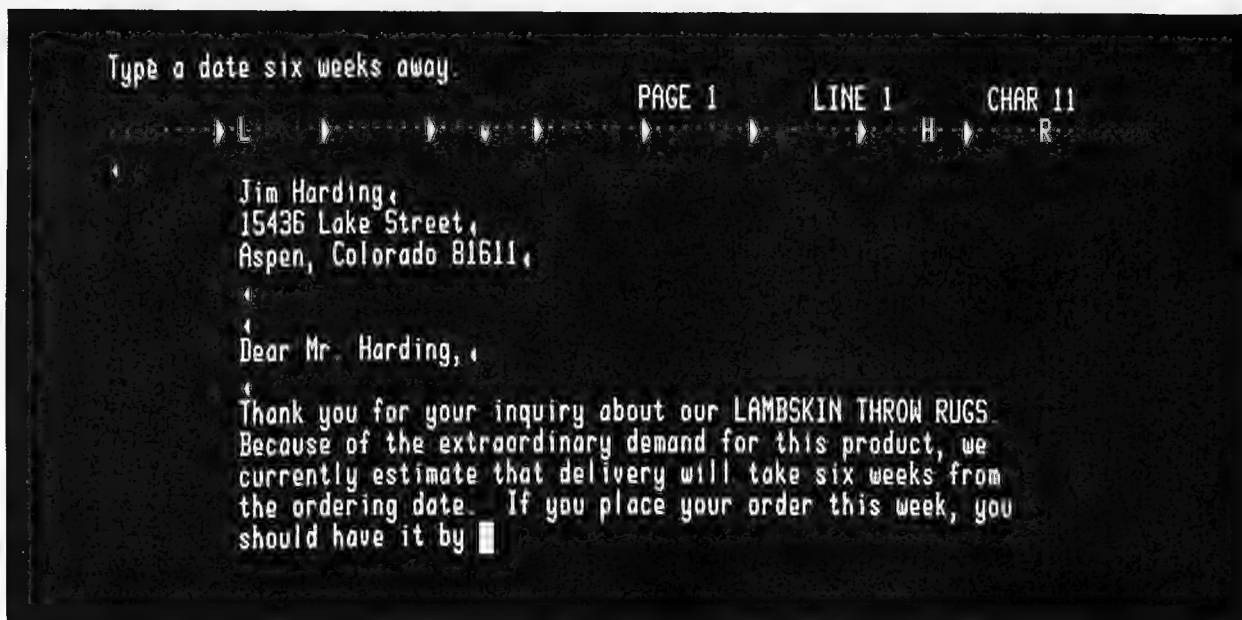 Type a date six weeks away.
PAGE 1 LINE 1 CHAR 11
L H R
Jim Harding
15436 Lake Street
Aspen, Colorado 81611
Dear Mr. Harding,
Thank you for your inquiry about our LAMBSKIN THROW RUGS.
Because of the extraordinary demand for this product, we
currently estimate that delivery will take six weeks from
the ordering date. If you place your order this week, you
should have it by